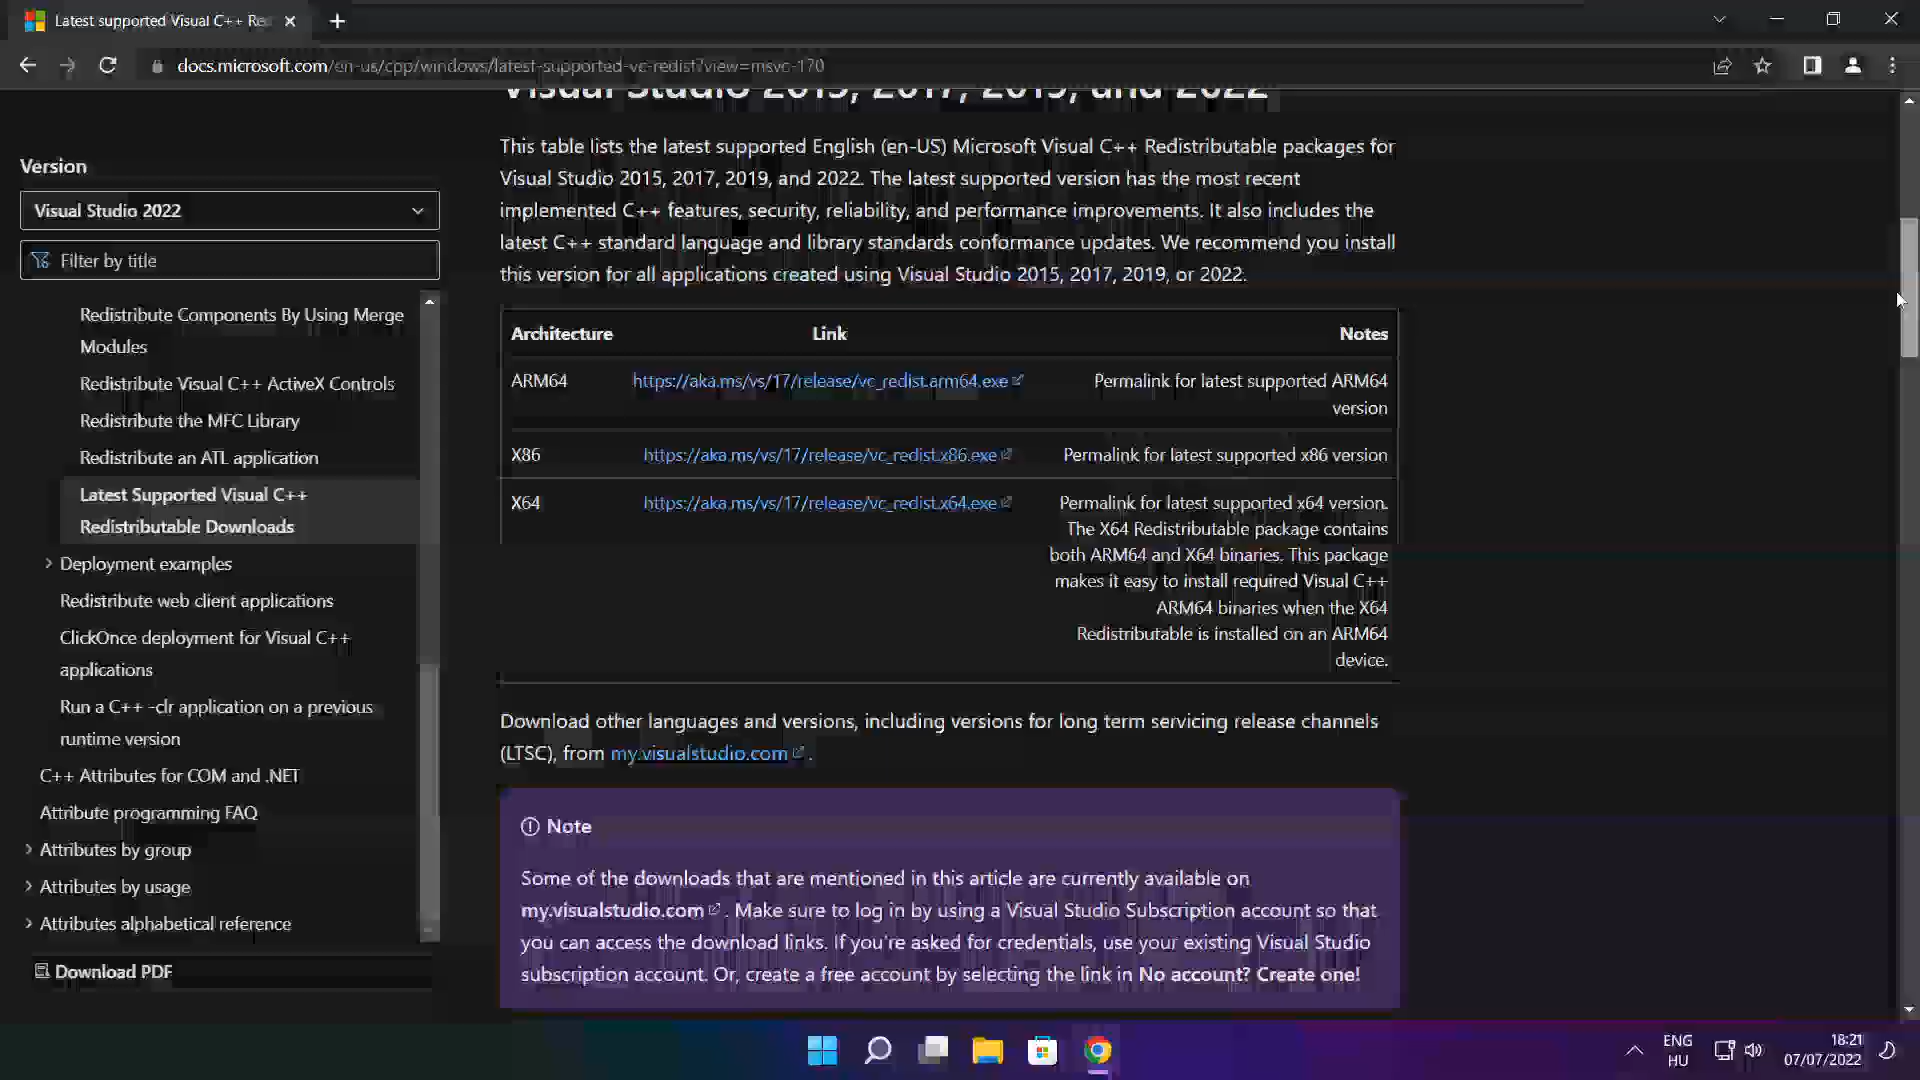 Latest supported Visual C++ Re
docs.microsoft.com/en-us/cpp/windows/latest-supported-vc-redist?view=msvc-170
Visual Studio 2015, 2017, 2019, and 2022
Version
Visual Studio 2022
Filter by title
Redistribute Components By Using Merge
Modules
Redistribute Visual C++ ActiveX Controls
Redistribute the MFC Library
Redistribute an ATL application
Latest Supported Visual C++
Redistributable Downloads
Deployment examples
Redistribute web client applications
ClickOnce deployment for Visual C++
applications
Run a C++ -clr application on a previous
runtime version
C++ Attributes for COM and .NET
Attribute programming FAQ
Attributes by group
Attributes by usage
Attributes alphabetical reference
Download PDF
This table lists the latest supported English (en-US) Microsoft Visual C++ Redistributable packages for
Visual Studio 2015, 2017, 2019, and 2022. The latest supported version has the most recent
implemented C++ features, security, reliability, and performance improvements. It also includes the
latest C++ standard language and library standards conformance updates. We recommend you install
this version for all applications created using Visual Studio 2015, 2017, 2019, or 2022.
Architecture Link Notes
ARM64 https://aka.ms/vs/17/release/vc_redist.arm64.exe Permalink for latest supported ARM64
version
X86 https://aka.ms/vs/17/release/vc_redist.x86.exe Permalink for latest supported x86 version
X64 https://aka.ms/vs/17/release/vc_redist.x64.exe Permalink for latest supported x64 version.
The X64 Redistributable package contains
both ARM64 and X64 binaries. This package
makes it easy to install required Visual C++
ARM64 binaries when the X64
Redistributable is installed on an ARM64
device.
Download other languages and versions, including versions for long term servicing release channels
(LTSC), from my.visualstudio.com .
Note
Some of the downloads that are mentioned in this article are currently available on
my.visualstudio.com . Make sure to log in by using a Visual Studio Subscription account so that
you can access the download links. If you're asked for credentials, use your existing Visual Studio
subscription account. Or, create a free account by selecting the link in No account? Create one!
ENG
HU
18:21
07/07/2022